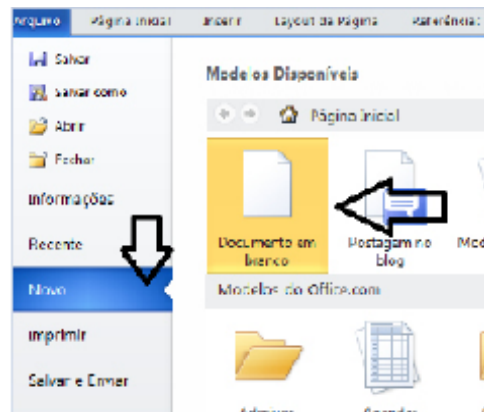 Arquivo Página Inicial Inserir Layout da Página Referências
Salvar
Salvar como
Abrir
Fechar
Informações
Recente
Novo
Imprimir
Salvar e Enviar
Modelos Disponíveis
Página Inicial
Documento em
branco
Postagem no
blog
Modelos do Office.com